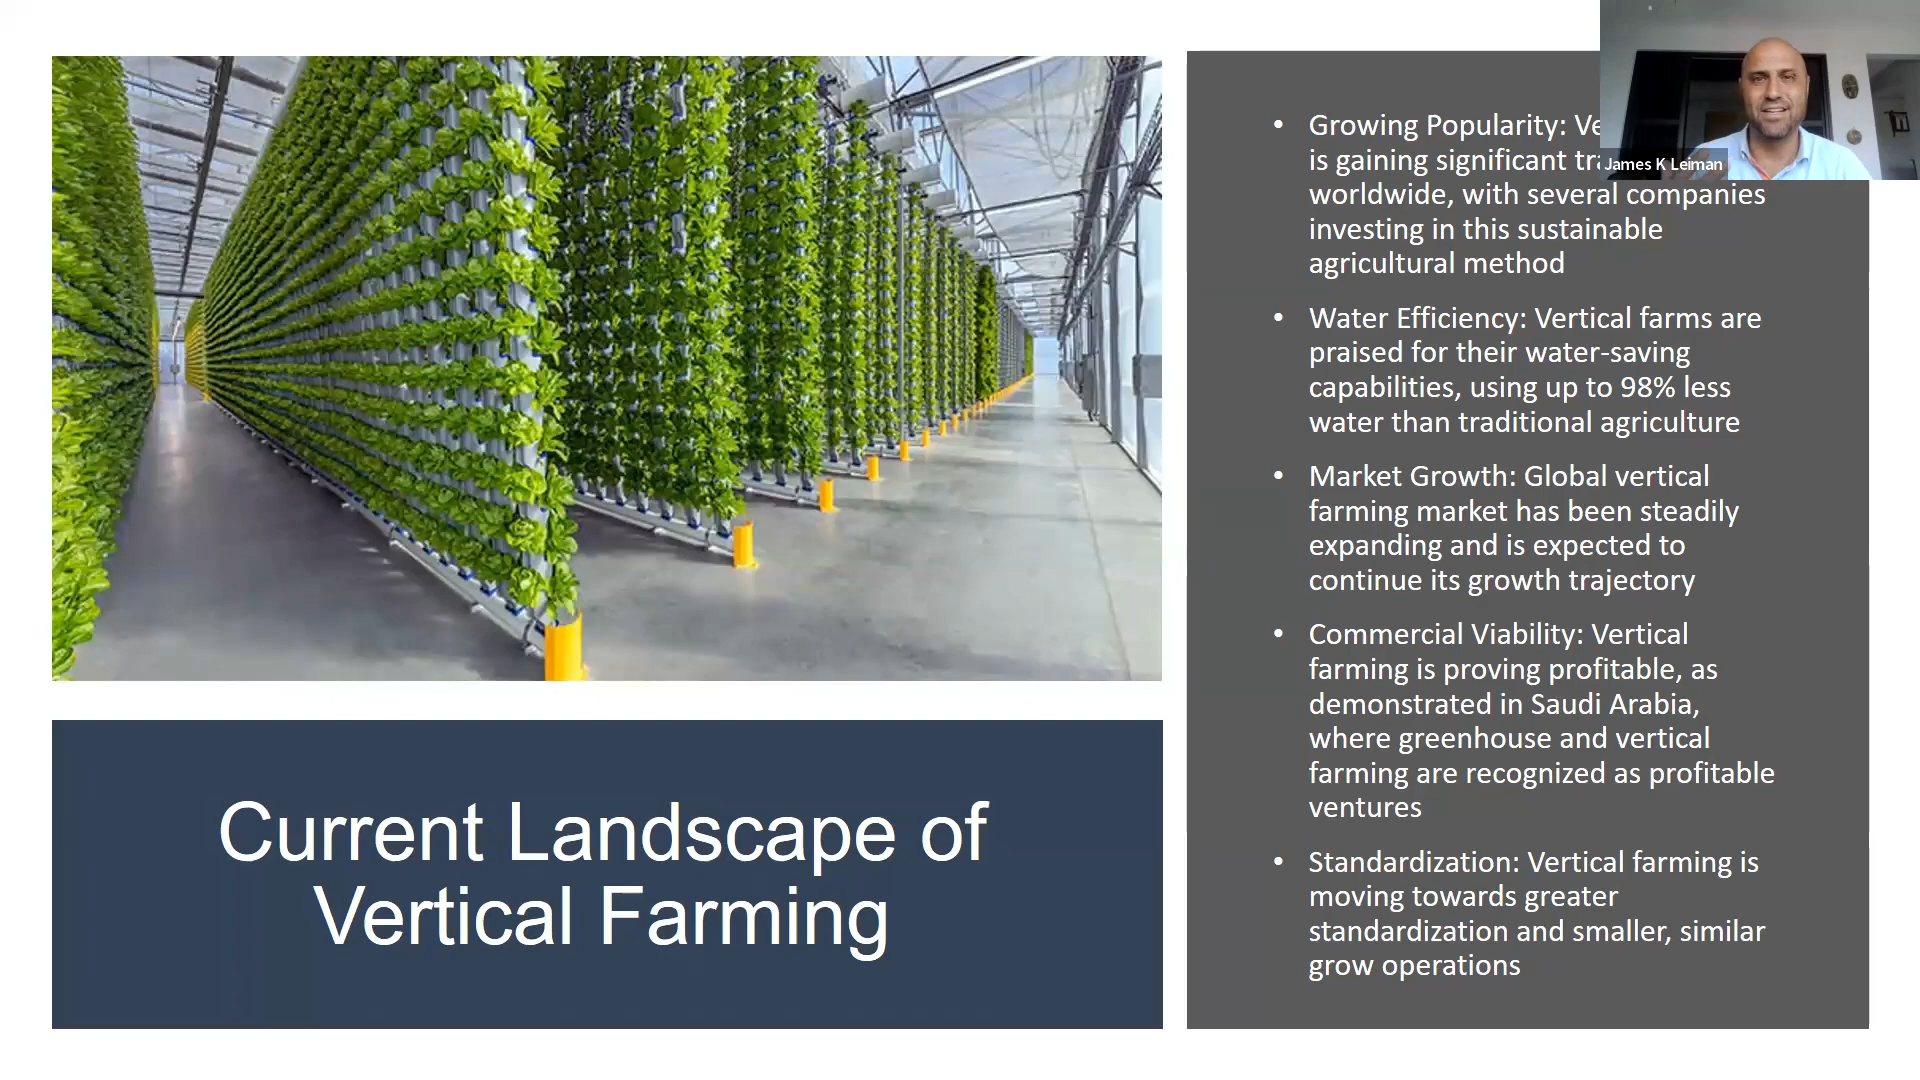 James K Leiman
• Growing Popularity:
is gaining significant
worldwide, with several companies
investing in this sustainable
agricultural method
• Water Efficiency: Vertical farms are
praised for their water-saving
capabilities, using up to 98% less
water than traditional agriculture
• Market Growth: Global vertical
farming market has been steadily
expanding and is expected to
continue its growth trajectory
• Commercial Viability: Vertical
farming is proving profitable, as
demonstrated in Saudi Arabia,
where greenhouse and vertical
farming are recognized as profitable
ventures
• Standardization: Vertical farming is
moving towards greater
standardization and smaller, similar
grow operations
Current Landscape of
Vertical Farming